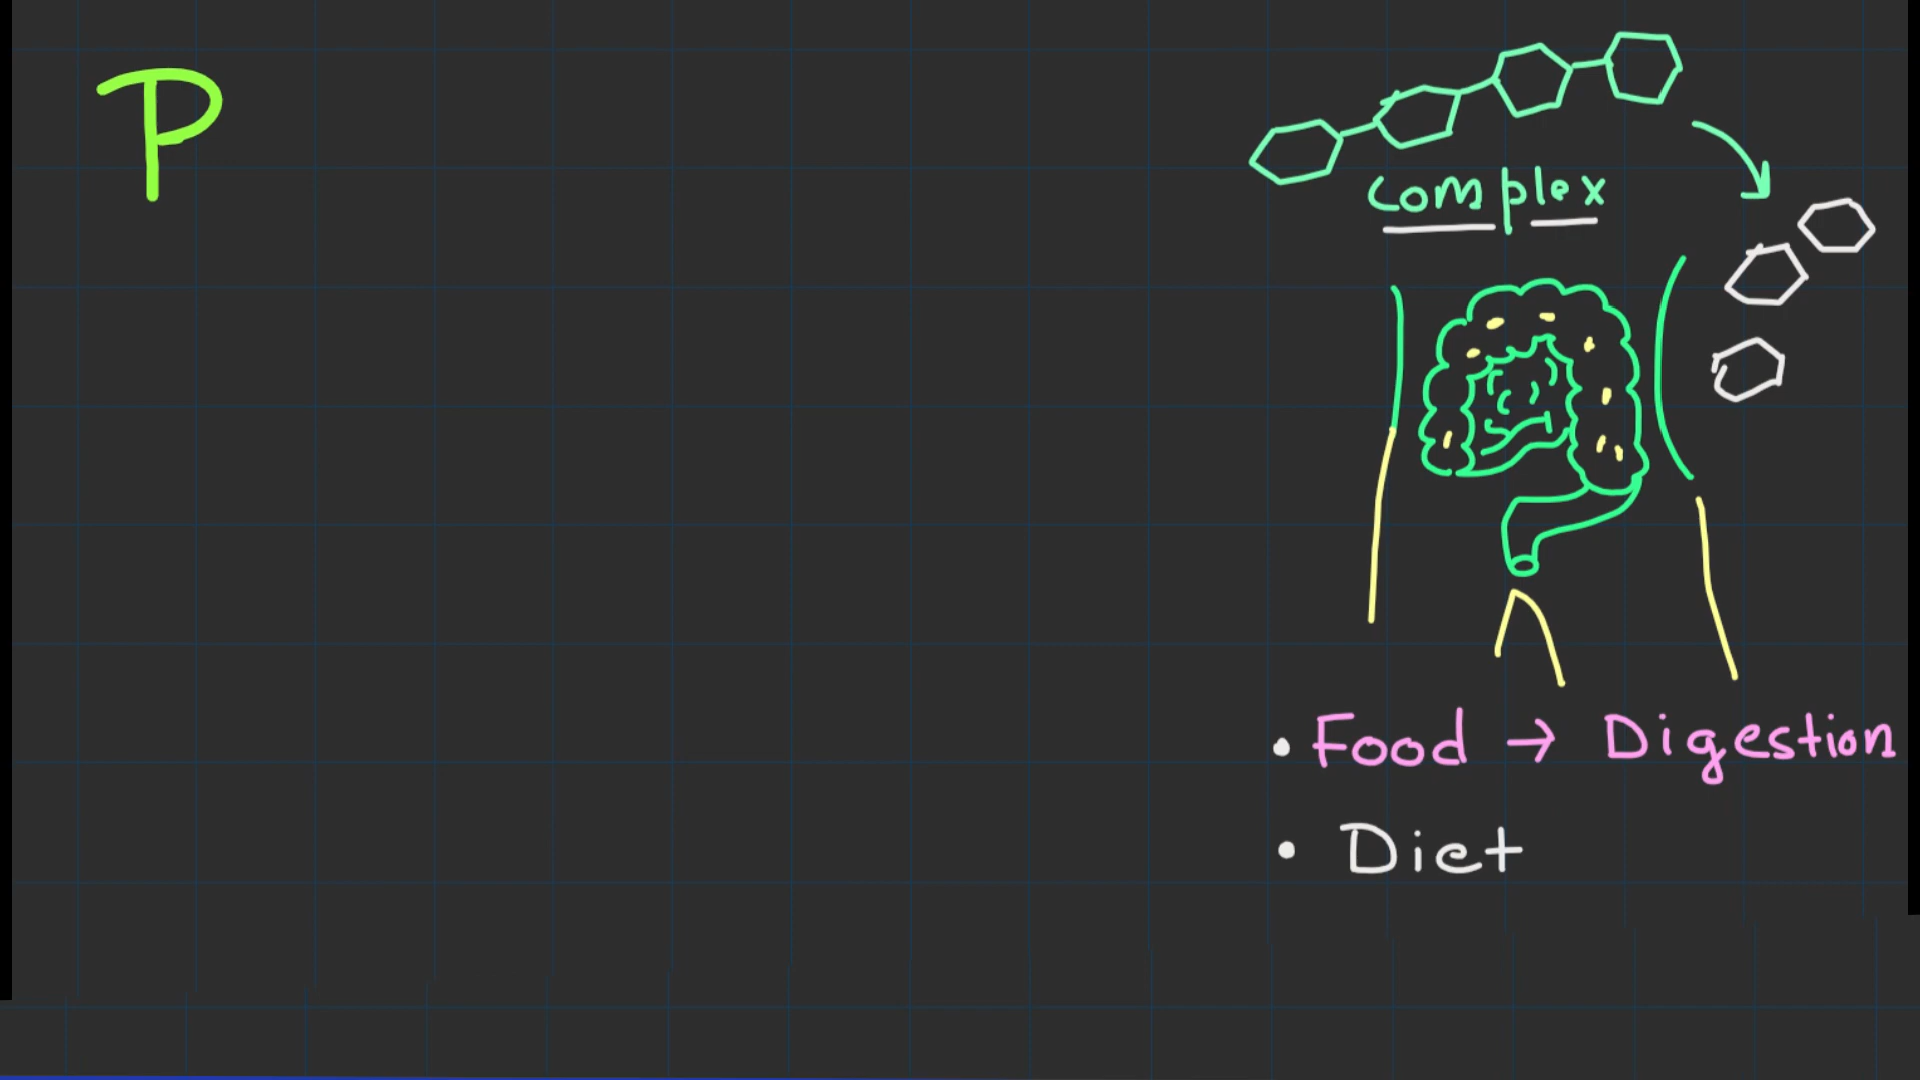 P
complex
• Food → Digestion
• Diet